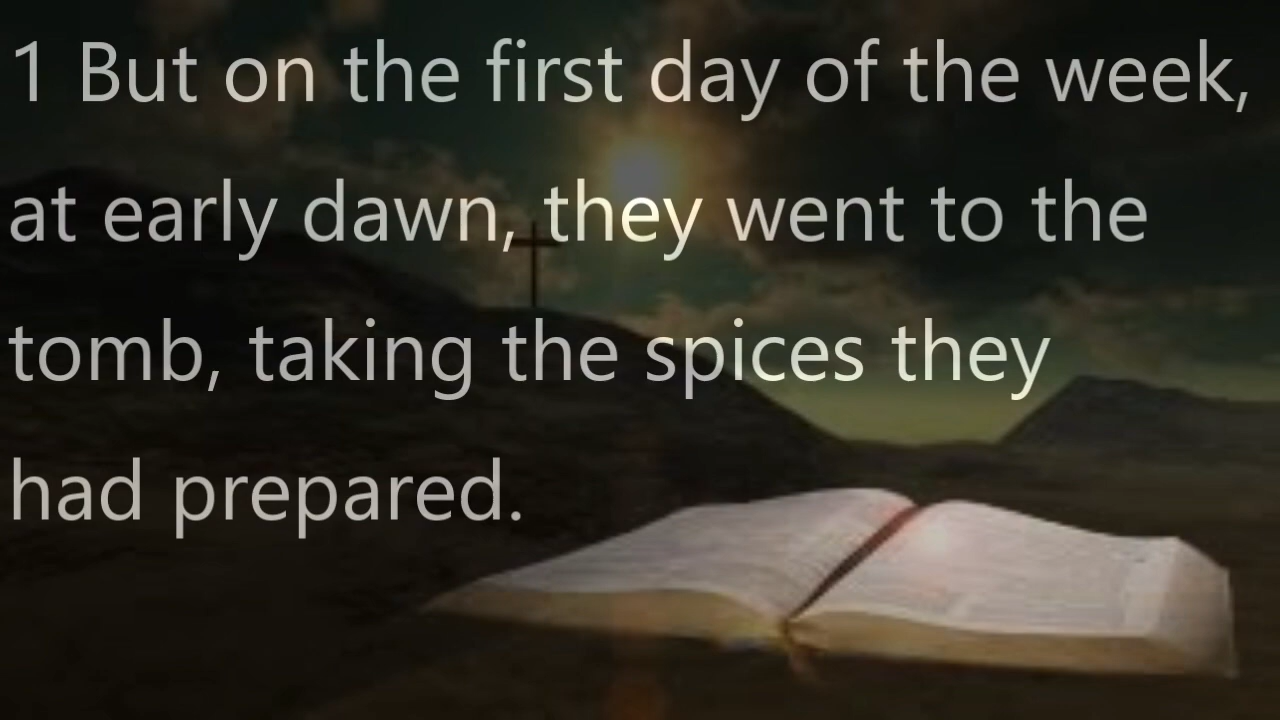 1 But on the first day of the week,
at early dawn, they went to the
tomb, taking the spices they
had prepared.